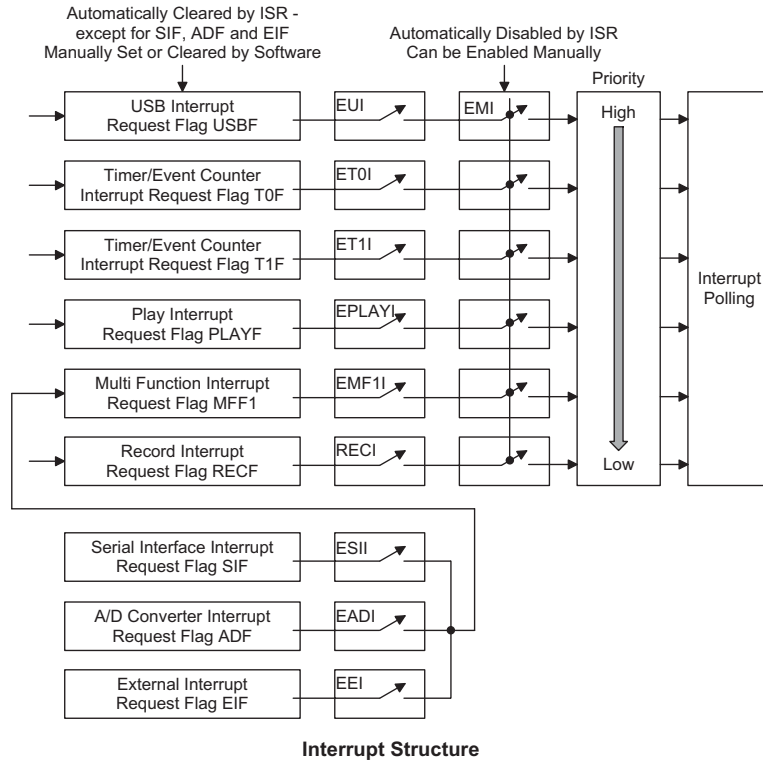 Automatically Cleared by ISR -
except for SIF, ADF and EIF
Manually Set or Cleared by Software
Automatically Disabled by ISR
Can be Enabled Manually
Priority
USB Interrupt
Request Flag USBF
EUI
EMI
High
Timer/Event Counter
Interrupt Request Flag T0F
ET0I
Timer/Event Counter
Interrupt Request Flag T1F
ET1I
Interrupt
Polling
Play Interrupt
Request Flag PLAYF
EPLAYI
Multi Function Interrupt
Request Flag MFF1
EMF1I
Record Interrupt
Request Flag RECF
RECI
Low
Serial Interface Interrupt
Request Flag SIF
ESII
A/D Converter Interrupt
Request Flag ADF
EADI
External Interrupt
Request Flag EIF
EEI
Interrupt Structure